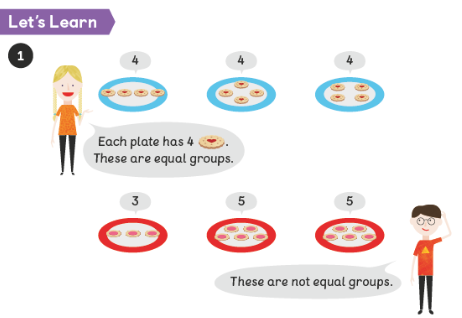 Let's Learn
1
4 4 4
Each plate has 4 .
These are equal groups.
3 5 5
These are not equal groups.